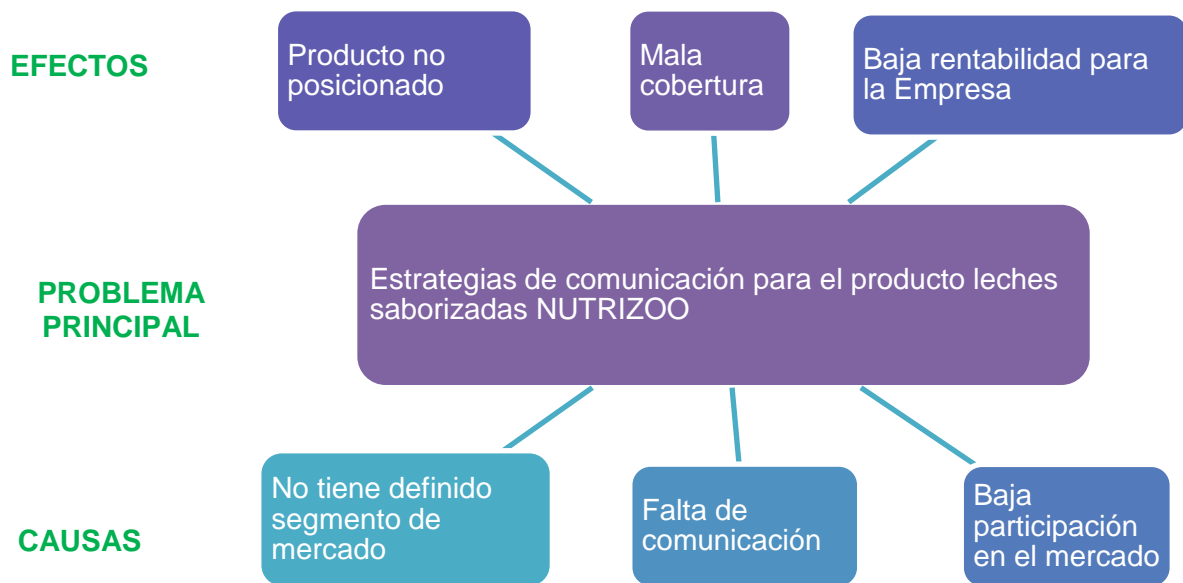 EFECTOS
Producto no
posicionado
Mala
cobertura
Baja rentabilidad para
la Empresa
PROBLEMA
PRINCIPAL
Estrategias de comunicación para el producto leches
saborizadas NUTRIZOO
CAUSAS
No tiene definido
segmento de
mercado
Falta de
comunicación
Baja
participación
en el mercado